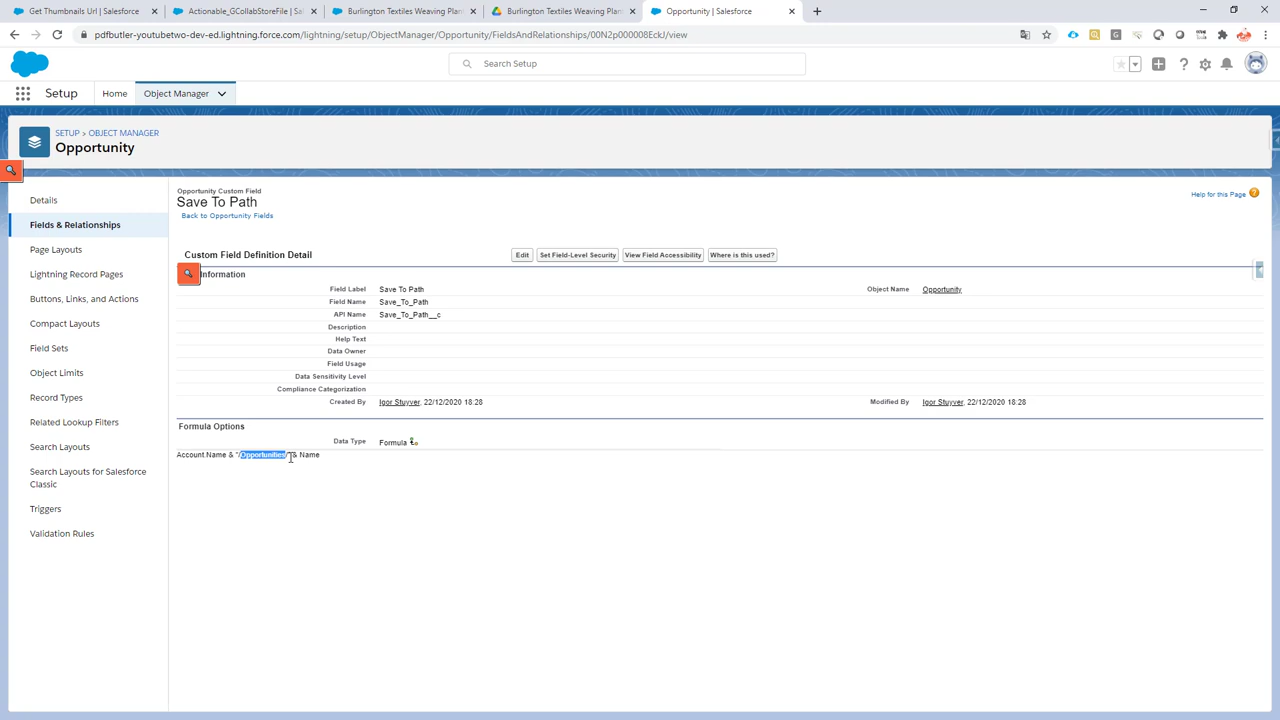 Get Thumbnails Url | Salesforce
Actionable_GCollabStoreFile | Sal
Burlington Textiles Weaving Plan
Burlington Textiles Weaving Plan
Opportunity | Salesforce
pdfbutler-youtubetwo-dev-ed.lightning.force.com/lightning/setup/ObjectManager/Opportunity/FieldsAndRelationships/00N2p000008EckJ/view
Search Setup
Setup
Home
Object Manager
SETUP > OBJECT MANAGER
Opportunity
Details
Fields & Relationships
Page Layouts
Lightning Record Pages
Buttons, Links, and Actions
Compact Layouts
Field Sets
Object Limits
Record Types
Related Lookup Filters
Search Layouts
Search Layouts for Salesforce
Classic
Triggers
Validation Rules
Opportunity Custom Field
Save To Path
Back to Opportunity Fields
Help for this Page
Custom Field Definition Detail
Edit
Set Field-Level Security
View Field Accessibility
Where is this used?
Information
Field Label Save To Path
Object Name Opportunity
Field Name Save_To_Path
API Name Save_To_Path__c
Description
Help Text
Data Owner
Field Usage
Data Sensitivity Level
Compliance Categorization
Created By Igor Stuyver, 22/12/2020 18:28
Modified By Igor Stuyver, 22/12/2020 18:28
Formula Options
Data Type Formula
Account Name & "/Opportunities/" & Name